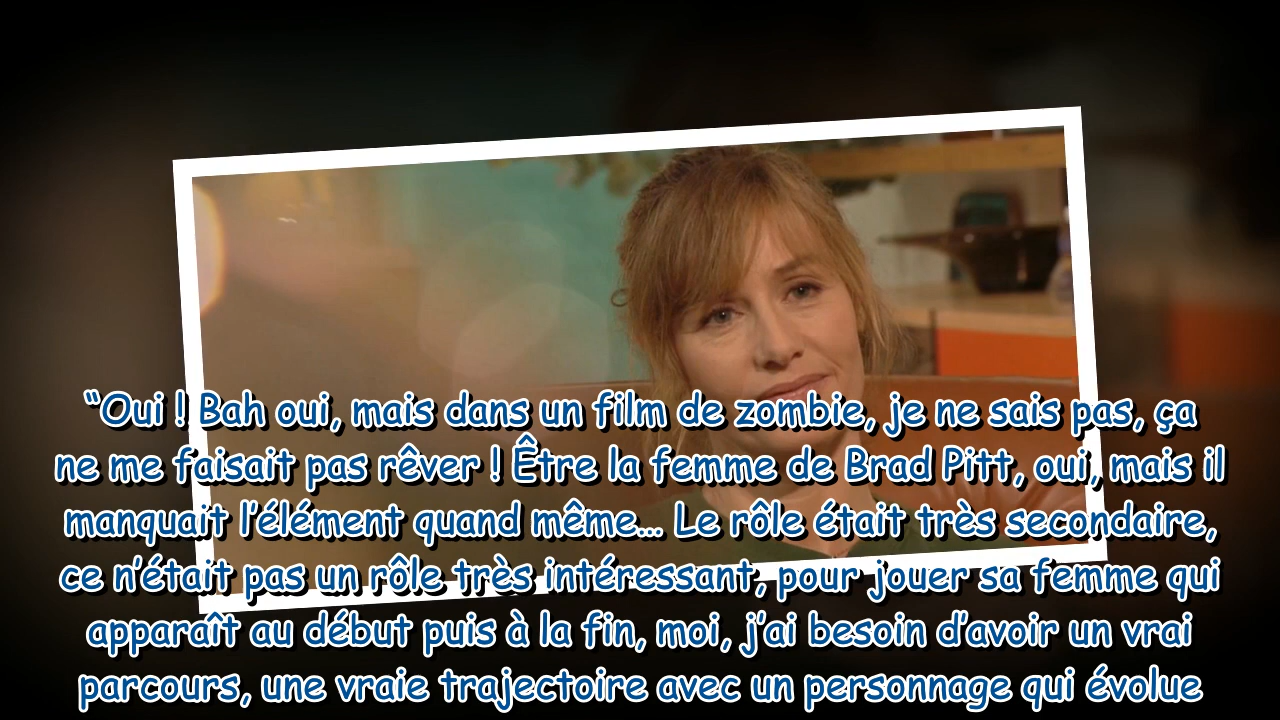 “Oui ! Bah oui, mais dans un film de zombie, je ne sais pas, ça
ne me faisait pas rêver ! Être la femme de Brad Pitt, oui, mais il
manquait l’élément quand même... Le rôle était très secondaire,
ce n’était pas un rôle très intéressant, pour jouer sa femme qui
apparaît au début puis à la fin, moi, j’ai besoin d’avoir un vrai
parcours, une vraie trajectoire avec un personnage qui évolue